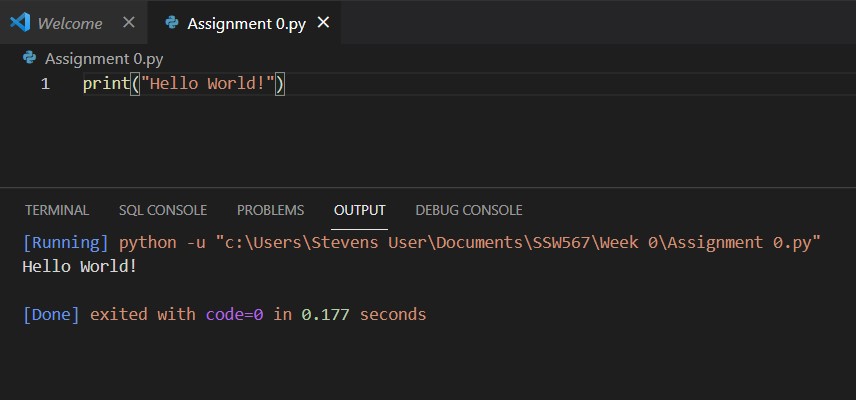 Welcome Assignment 0.py
Assignment 0.py
1 print("Hello World!")
TERMINAL SQL CONSOLE PROBLEMS OUTPUT DEBUG CONSOLE
[Running] python -u "c:\Users\Stevens User\Documents\SSW567\Week 0\Assignment 0.py"
Hello World!
[Done] exited with code=0 in 0.177 seconds